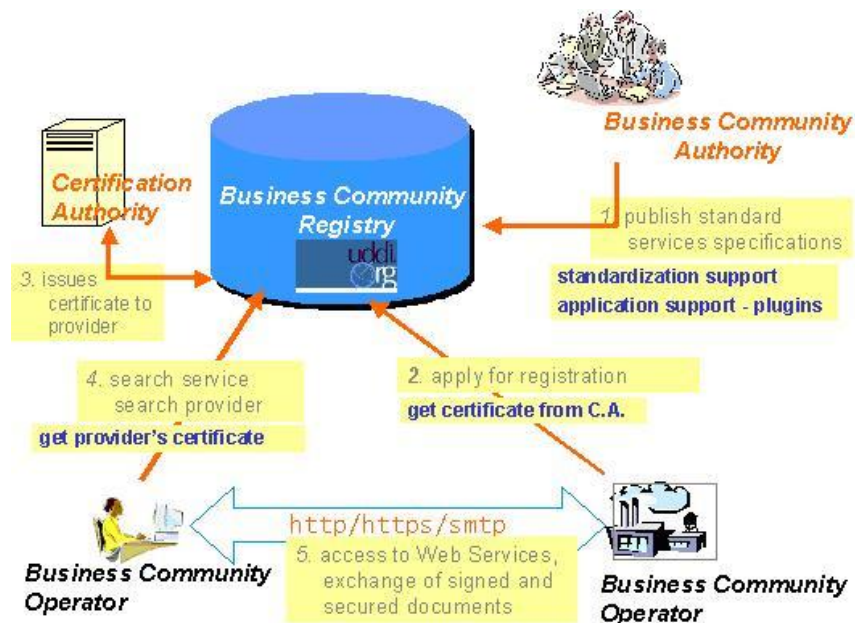 Business Community
Authority
Certification
Authority
Business Community
Registry
uddi.
org
1. publish standard
services specifications
standardization support
application support - plugins
3. issues
certificate to
provider
4. search service
search provider
get provider's certificate
2. apply for registration
get certificate from C.A.
http/https/smtp
5. access to Web Services,
exchange of signed and
secured documents
Business Community
Operator
Business Community
Operator